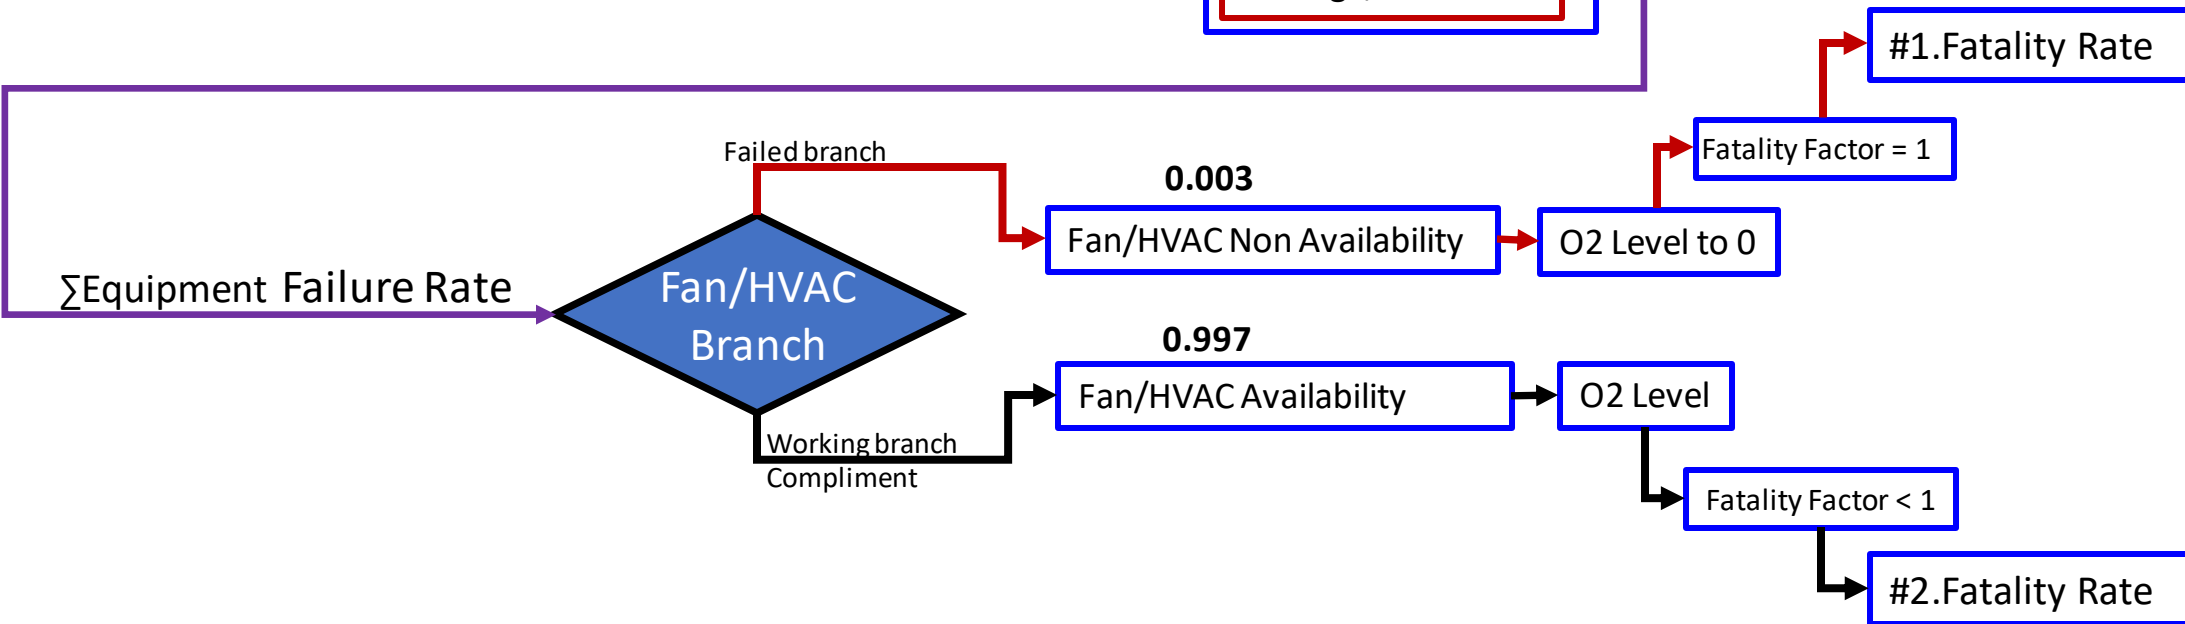 #1.Fatality Rate
Failed branch
Fatality Factor = 1
0.003
Fan/HVAC Non Availability
O2 Level to 0
∑Equipment Failure Rate
Fan/HVAC
Branch
0.997
Fan/HVAC Availability
O2 Level
Working branch
Compliment
Fatality Factor < 1
#2.Fatality Rate